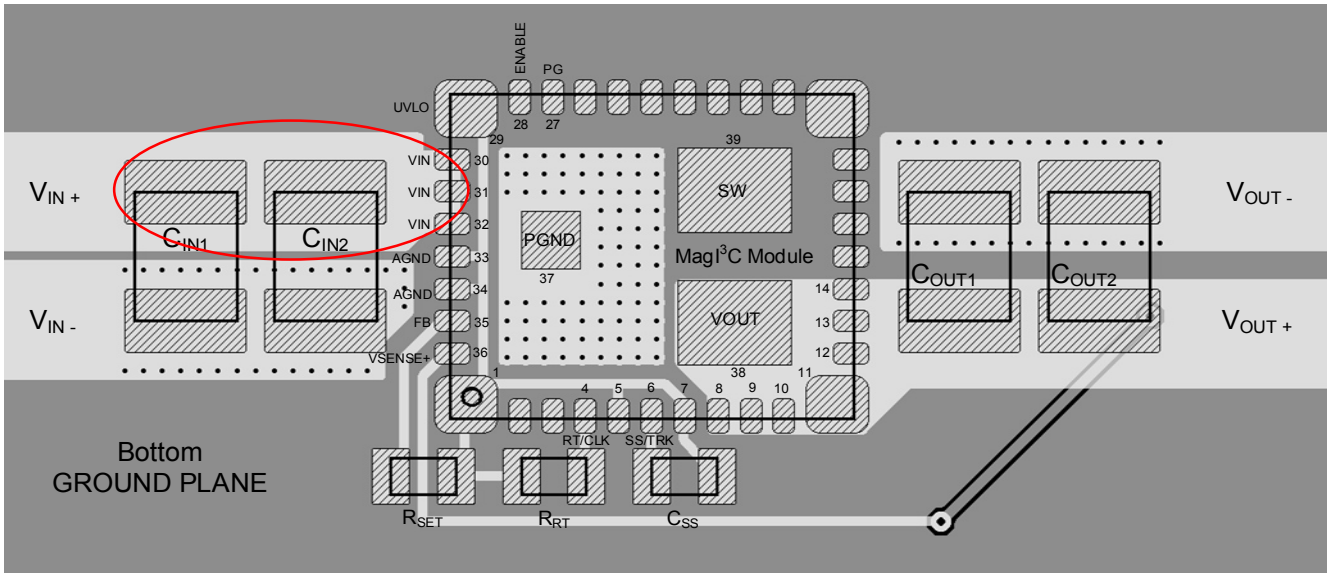 ENABLE
PG
UVLO
28
27
29
39
VIN
30
VIN
31
VIN
32
AGND
33
AGND
34
FB
35
VSENSE+
36
VIN +
VIN -
CIN1
CIN2
PGND
37
SW
MagI³C Module
VOUT
38
14
13
12
11
1
4
5
6
7
8
9
10
RT/CLK
SS/TRK
COUT1
COUT2
VOUT -
VOUT +
Bottom
GROUND PLANE
RSET
RRT
CSS